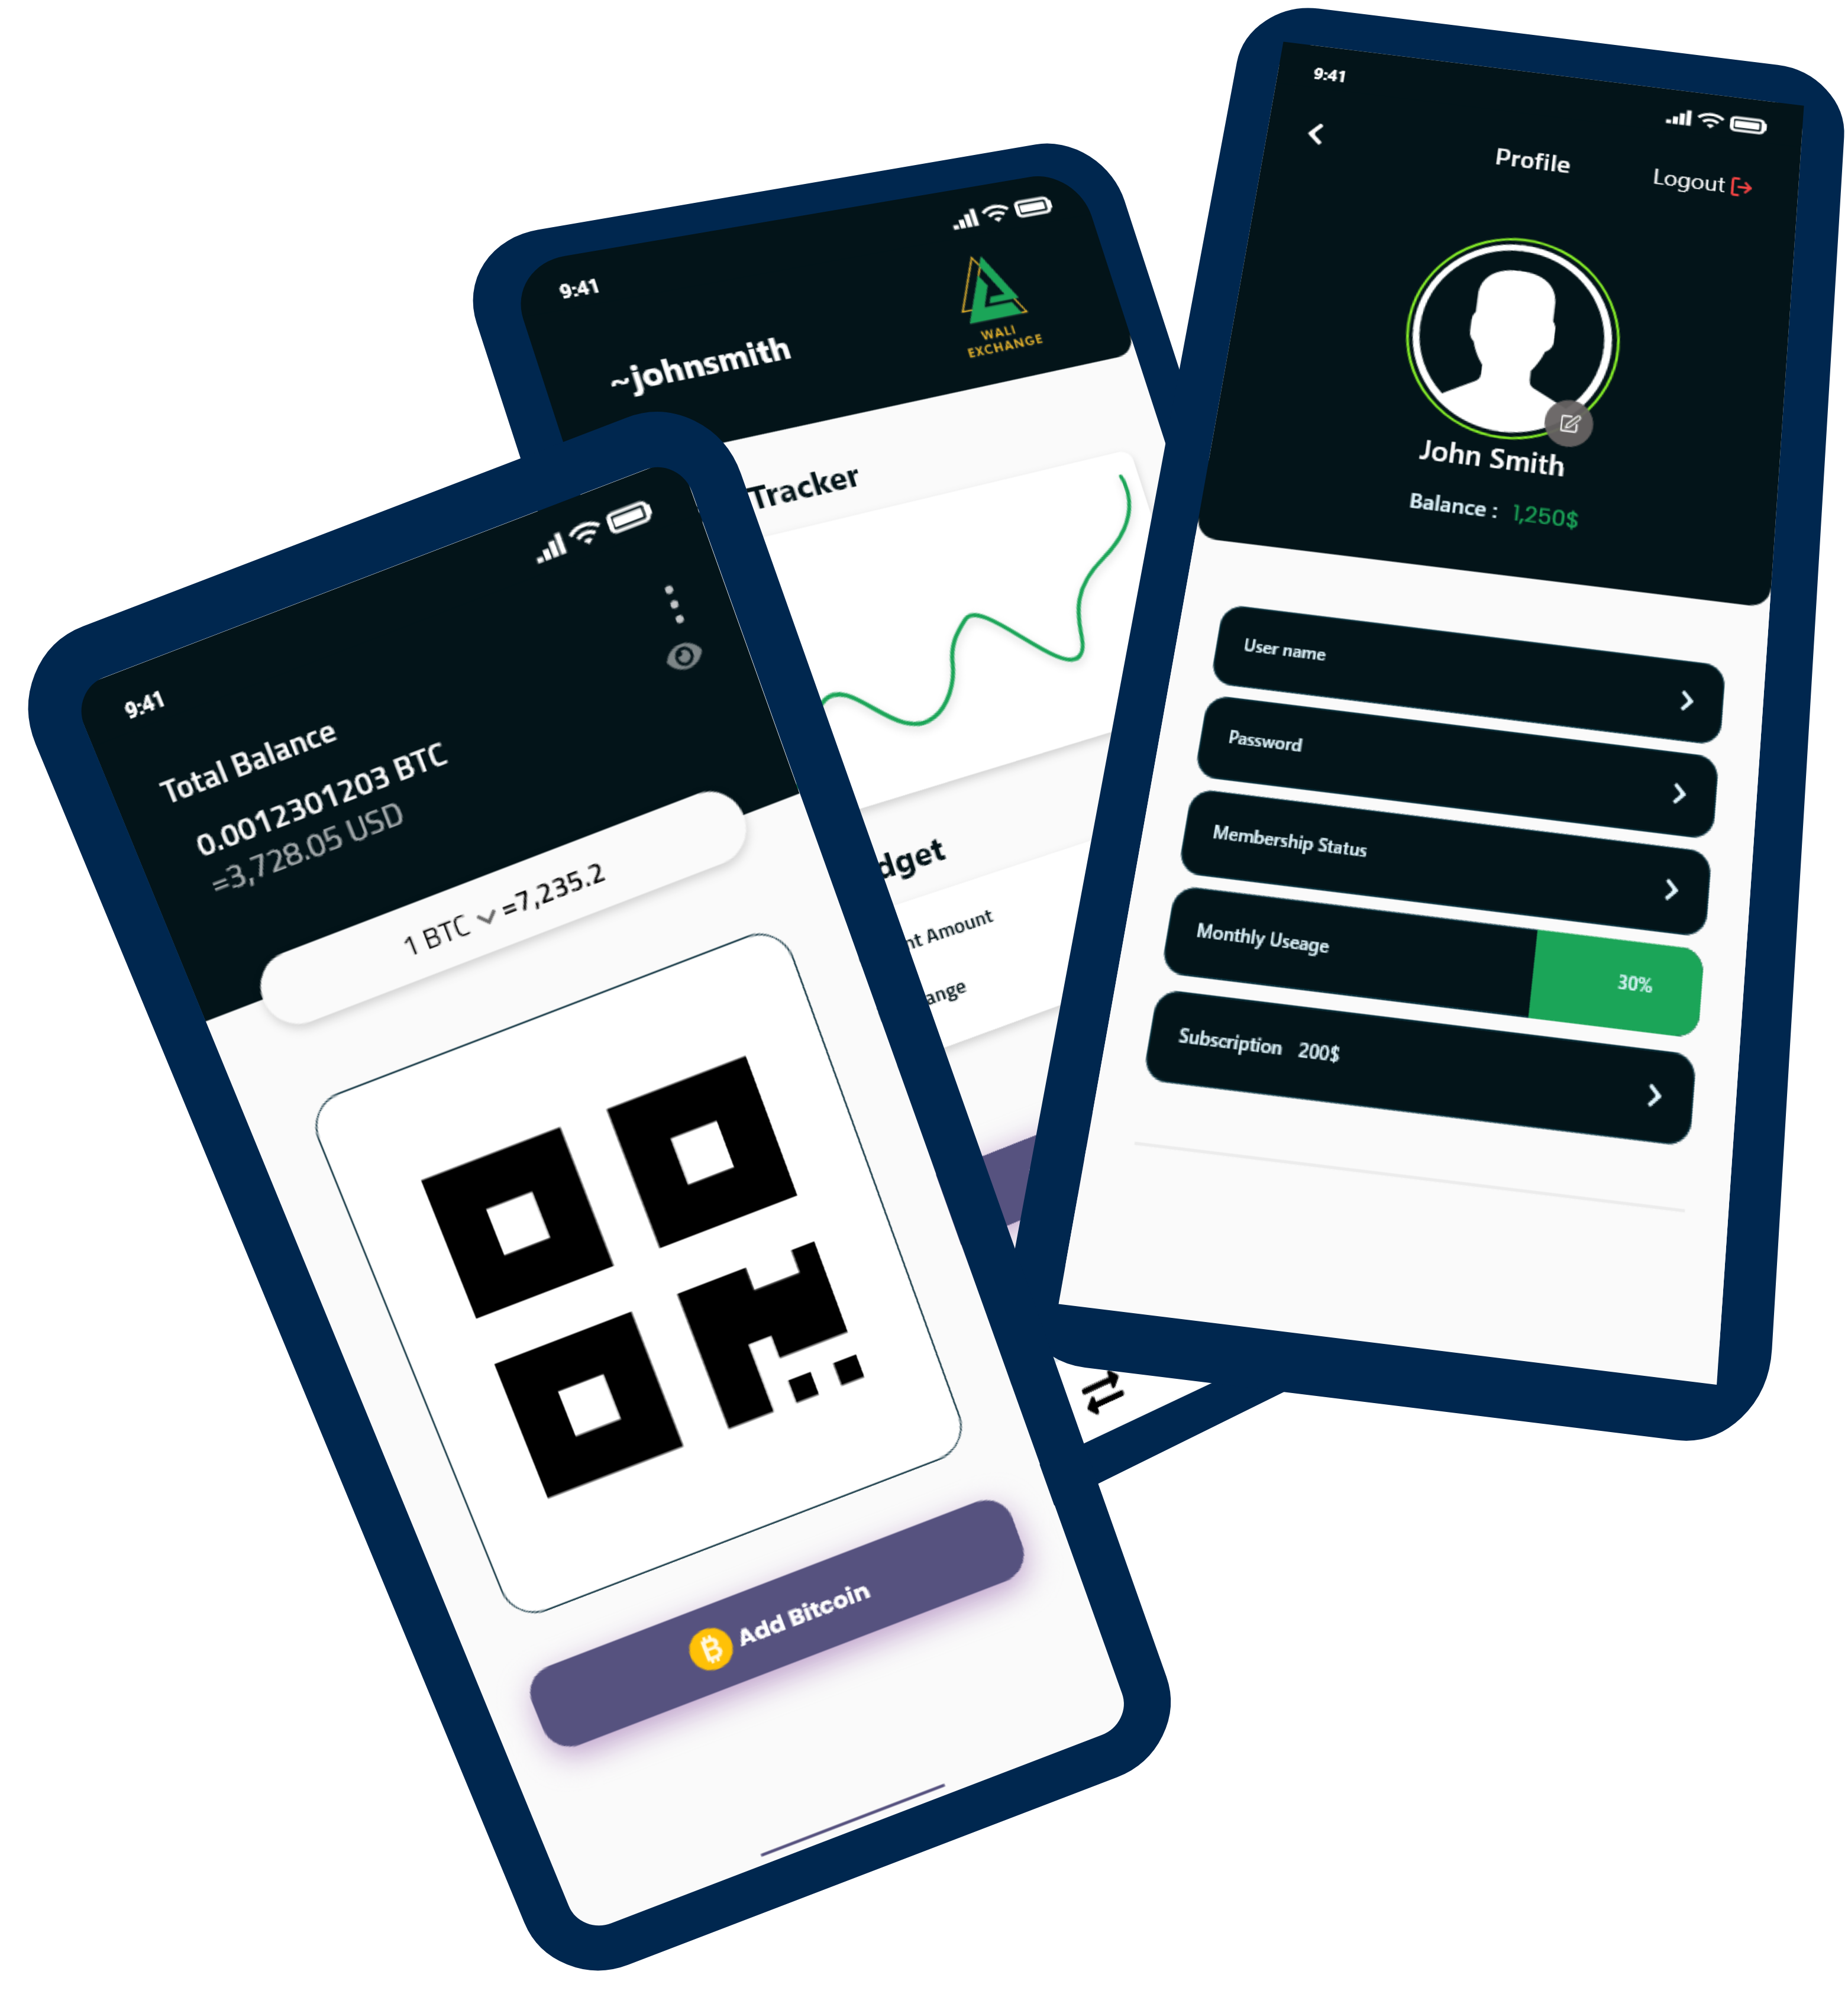 9:41
Total Balance
0.0012301203 BTC
=3,728.05 USD
1 BTC =7,235.2
Add Bitcoin
9:41
~johnsmith
WALI
EXCHANGE
Tracker
dget
nt Amount
ange
9:41
Profile
Logout
John Smith
Balance : 1,250$
User name
Password
Membership Status
Monthly Useage 30%
Subscription 200$